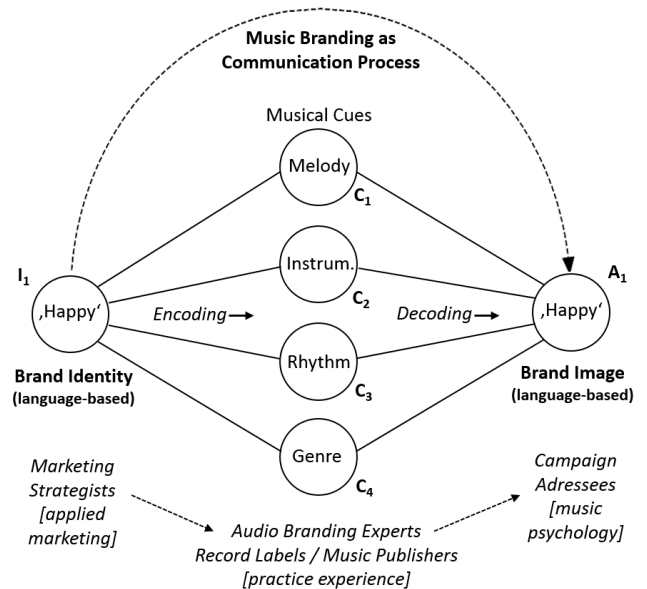 Music Branding as
Communication Process
Musical Cues
Melody
C1
I1
Instrum.
A1
C2
‚Happy‘
Encoding
Decoding
‚Happy‘
Rhythm
C3
Brand Identity
(language-based)
Brand Image
(language-based)
Genre
C4
Marketing
Strategists
[applied
marketing]
Audio Branding Experts
Record Labels / Music Publishers
[practice experience]
Campaign
Adressees
[music
psychology]